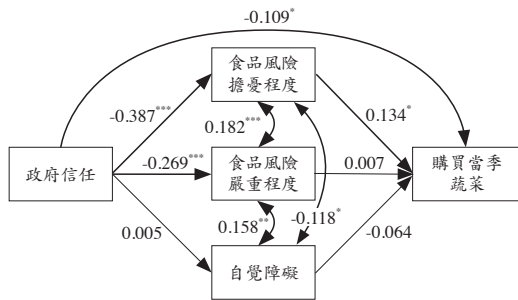 -0.109*
食品風險
擔憂程度
-0.387***
0.182***
0.134*
政府信任
-0.269***
食品風險
嚴重程度
0.007
購買當季
蔬菜
0.005
0.158**
-0.118*
-0.064
自覺障礙